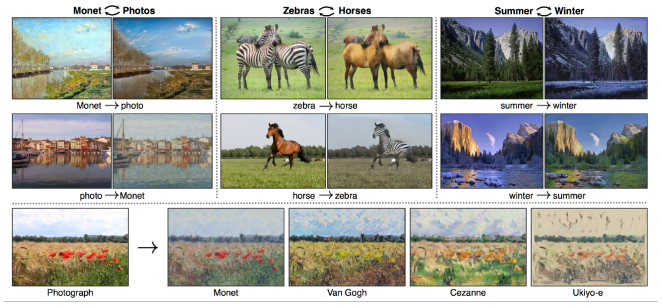 Monet Photos
Zebras Horses
Summer Winter
Monet → photo
zebra → horse
summer → winter
photo → Monet
horse → zebra
winter → summer
Photograph
Monet
Van Gogh
Cezanne
Ukiyo-e